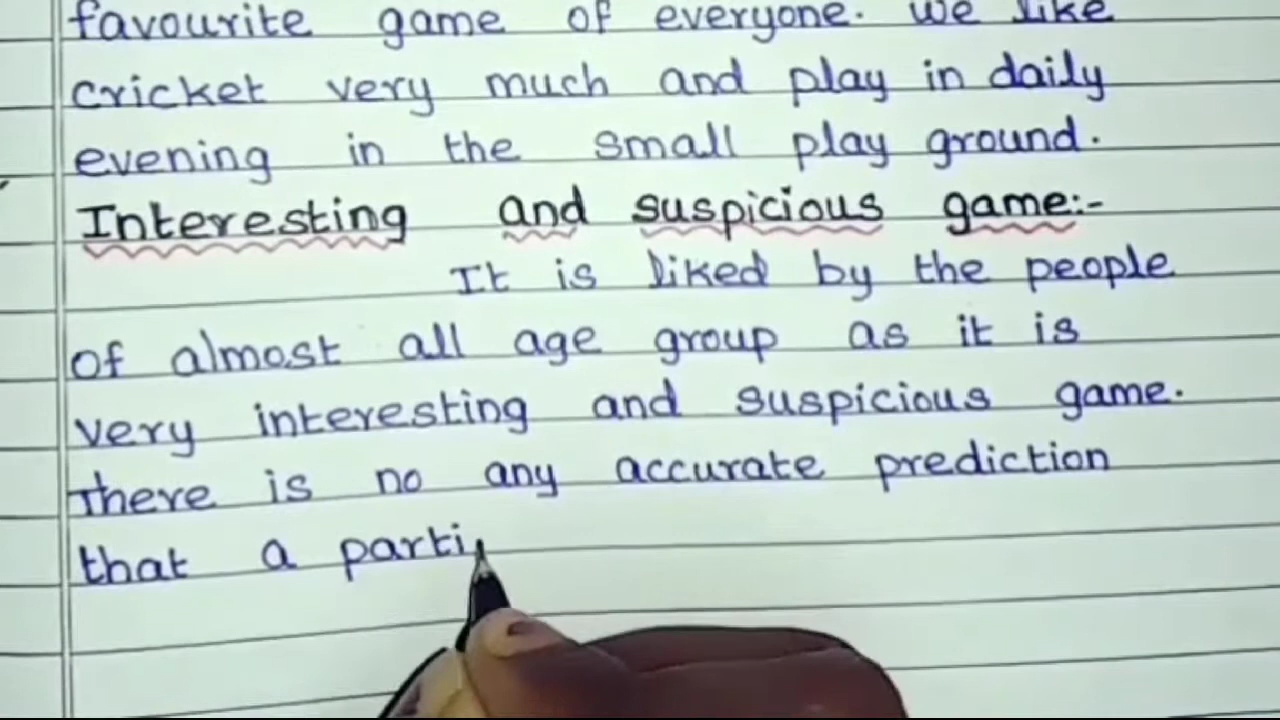 favourite game of everyone. we like
cricket very much and play in daily
evening in the small play ground.
Interesting and suspicious game:-
It is liked by the people
of almost all age group as it is
very interesting and suspicious game.
There is no any accurate prediction
that a parti